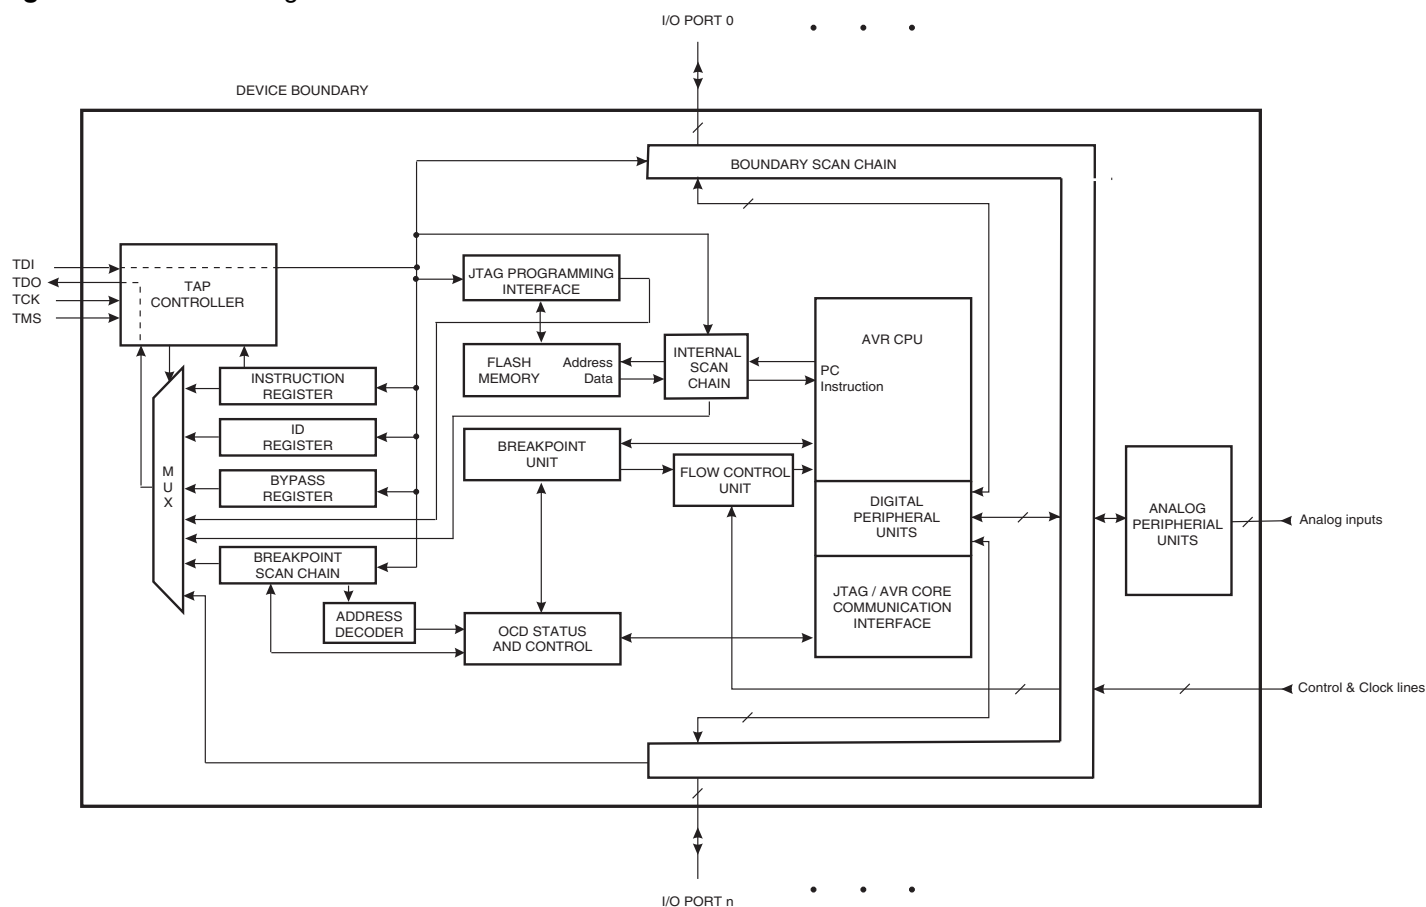 I/O PORT 0
DEVICE BOUNDARY
BOUNDARY SCAN CHAIN
TDI
TDO
TCK
TMS
TAP
CONTROLLER
JTAG PROGRAMMING
INTERFACE
AVR CPU
FLASH
MEMORY
Address
Data
INTERNAL
SCAN
CHAIN
PC
Instruction
INSTRUCTION
REGISTER
ID
REGISTER
BYPASS
REGISTER
M
U
X
BREAKPOINT
UNIT
FLOW CONTROL
UNIT
DIGITAL
PERIPHERAL
UNITS
ANALOG
PERIPHERIAL
UNITS
Analog inputs
BREAKPOINT
SCAN CHAIN
ADDRESS
DECODER
OCD STATUS
AND CONTROL
JTAG / AVR CORE
COMMUNICATION
INTERFACE
Control & Clock lines
I/O PORT n